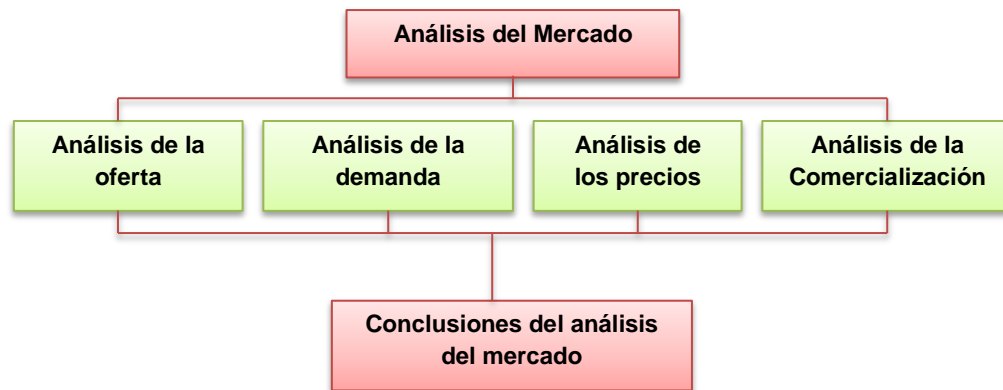 Análisis del Mercado
Análisis de la
oferta
Análisis de la
demanda
Análisis de
los precios
Análisis de la
Comercialización
Conclusiones del análisis
del mercado